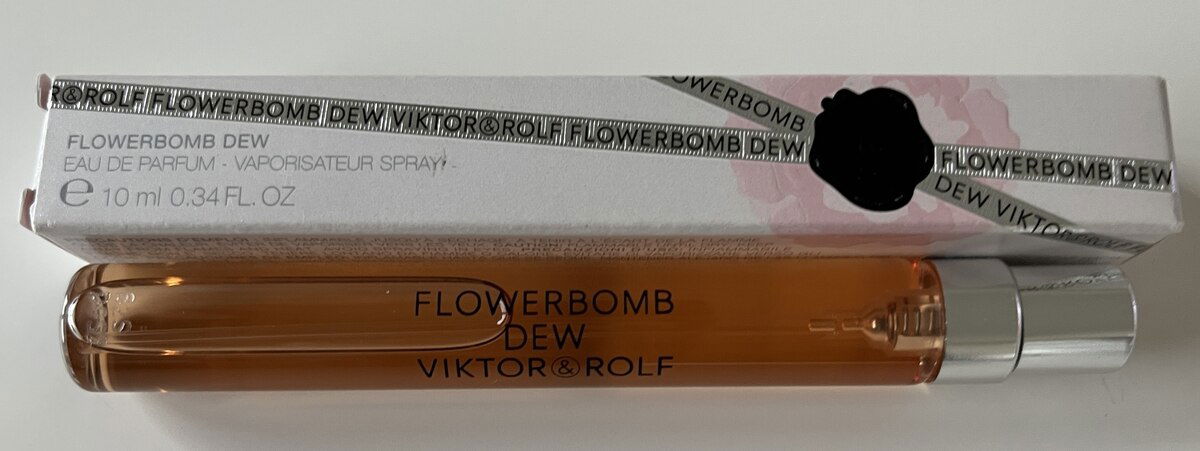 R&ROLF FLOWERBOMB DEW VIKTOR&ROLF FLOWERBOMB DEW
OWERBOMB
FLOWERBOMB DEW
DEW VIKTOR&ROLF
FLOWERBOMB DEW
EAU DE PARFUM - VAPORISATEUR SPRAY -
e 10 ml 0.34 FL. OZ
FLOWERBOMB
DEW
VIKTOR&ROLF